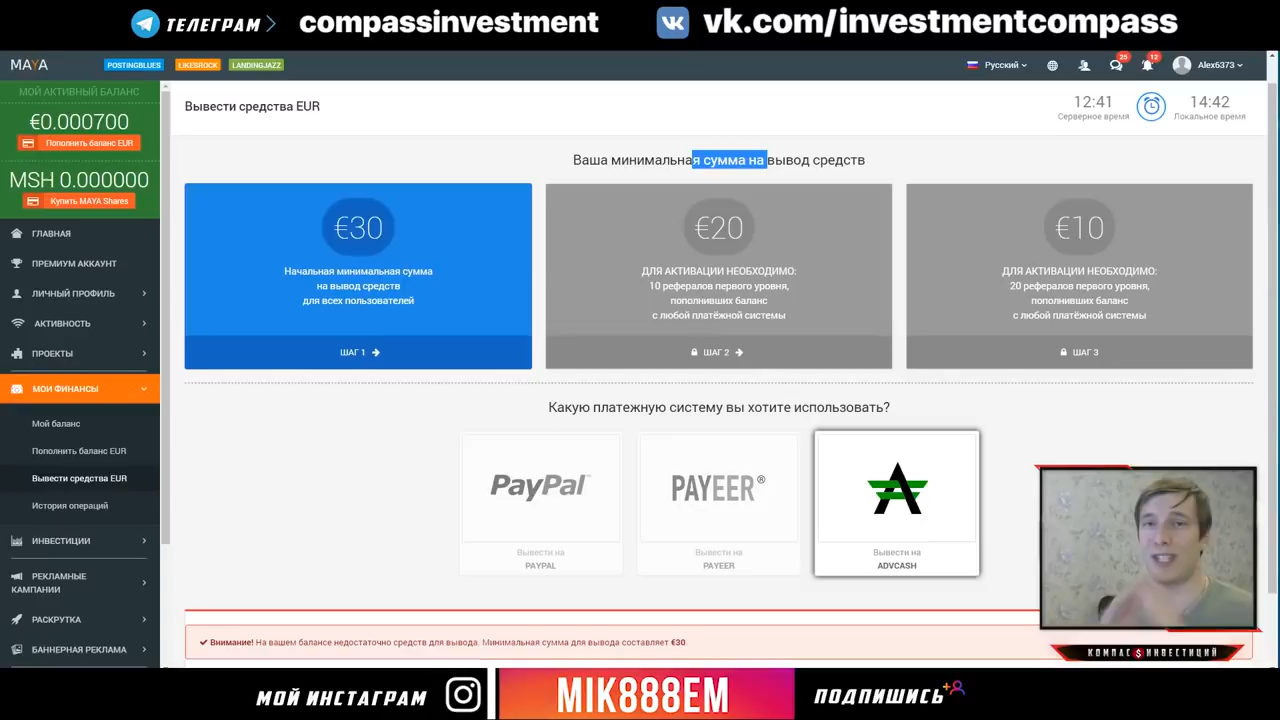 ТЕЛЕГРАМ
compassinvestment
vk.com/investmentcompass
MAYA
POSTINGBLUES
LIKESROCK
LANDINGJAZZ
Русский
25
12
Alex6373
МОЙ АКТИВНЫЙ БАЛАНС
€0.000700
Пополнить баланс EUR
MSH 0.000000
Купить MAYA Shares
ГЛАВНАЯ
ПРЕМИУМ АККАУНТ
ЛИЧНЫЙ ПРОФИЛЬ
АКТИВНОСТЬ
ПРОЕКТЫ
МОИ ФИНАНСЫ
Мой баланс
Пополнить баланс EUR
Вывести средства EUR
История операций
ИНВЕСТИЦИИ
РЕКЛАМНЫЕ
КАМПАНИИ
РАСКРУТКА
БАННЕРНАЯ РЕКЛАМА
Вывести средства EUR
12:41
Серверное время
14:42
Локальное время
Ваша минимальная сумма на вывод средств
€30
Начальная минимальная сумма
на вывод средств
для всех пользователей
ШАГ 1
€20
ДЛЯ АКТИВАЦИИ НЕОБХОДИМО:
10 рефералов первого уровня,
пополнивших баланс
с любой платёжной системы
ШАГ 2
€10
ДЛЯ АКТИВАЦИИ НЕОБХОДИМО:
20 рефералов первого уровня,
пополнивших баланс
с любой платёжной системы
ШАГ 3
Какую платежную систему вы хотите использовать?
PayPal
Вывести на
PAYPAL
PAYEER®
Вывести на
PAYEER
Вывести на
ADVCASH
Внимание! На вашем балансе недостаточно средств для вывода. Минимальная сумма для вывода составляет €30.
КОМПАС $ ИНВЕСТИЦИЙ
МОЙ ИНСТАГРАМ
MIK888EM
ПОДПИШИСЬ